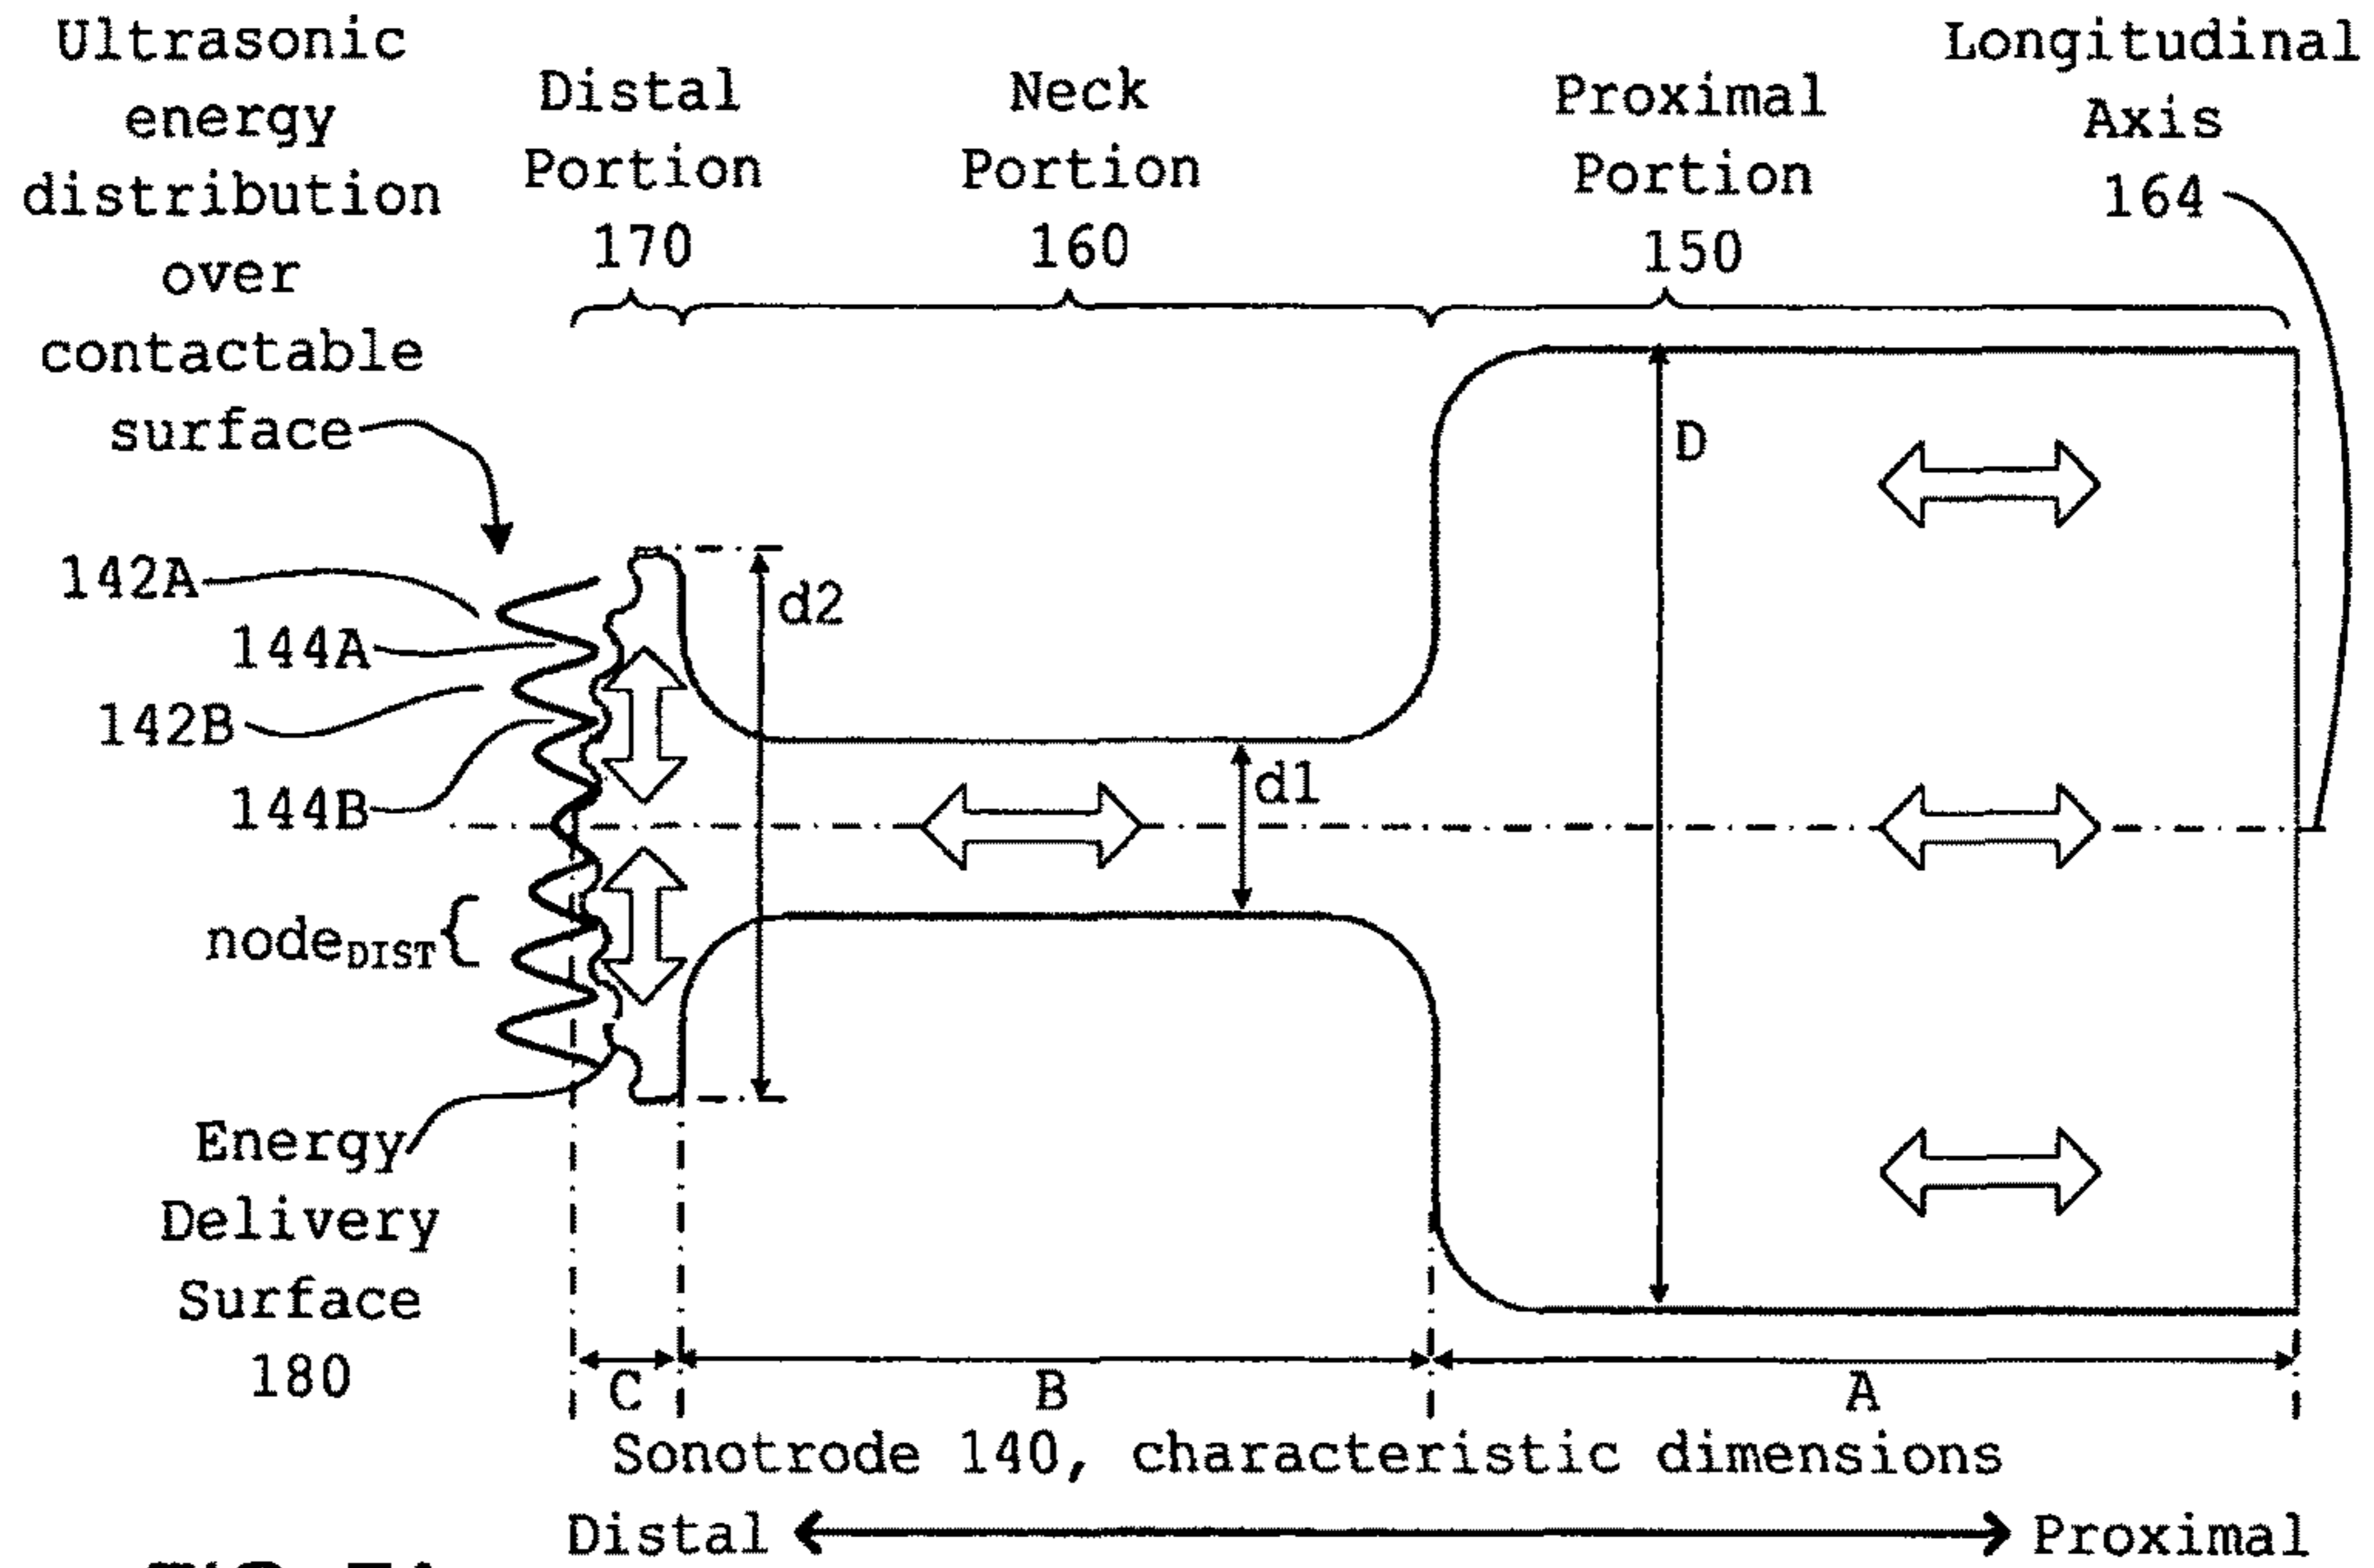 Ultrasonic
energy
distribution
over
contactable
surface
Distal
Portion
170
Neck
Portion
160
Proximal
Portion
150
Longitudinal
Axis
164
142A
144A
142B
144B
nodeDIST
d2
d1
D
Energy
Delivery
Surface
180
C
B
A
Sonotrode 140, characteristic dimensions
Distal
Proximal